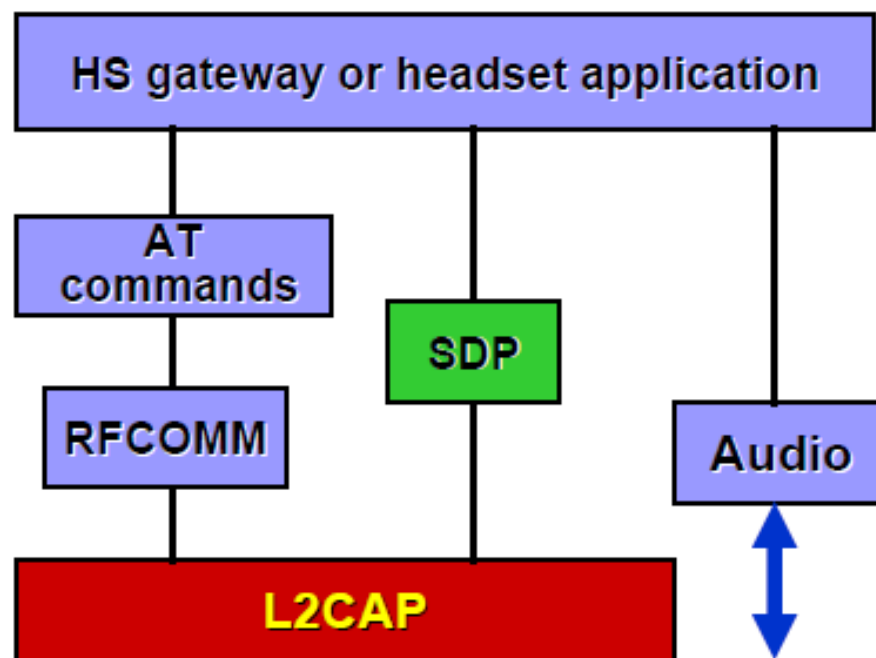 HS gateway or headset application
AT
commands
SDP
RFCOMM
Audio
L2CAP